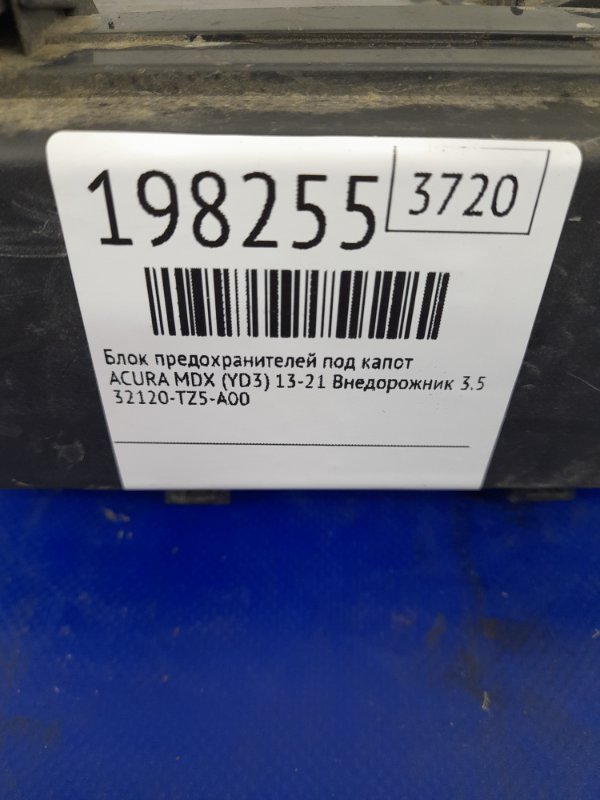 198255 3720
Блок предохранителей под капот
ACURA MDX (YD3) 13-21 Внедорожник 3.5
32120-TZ5-A00